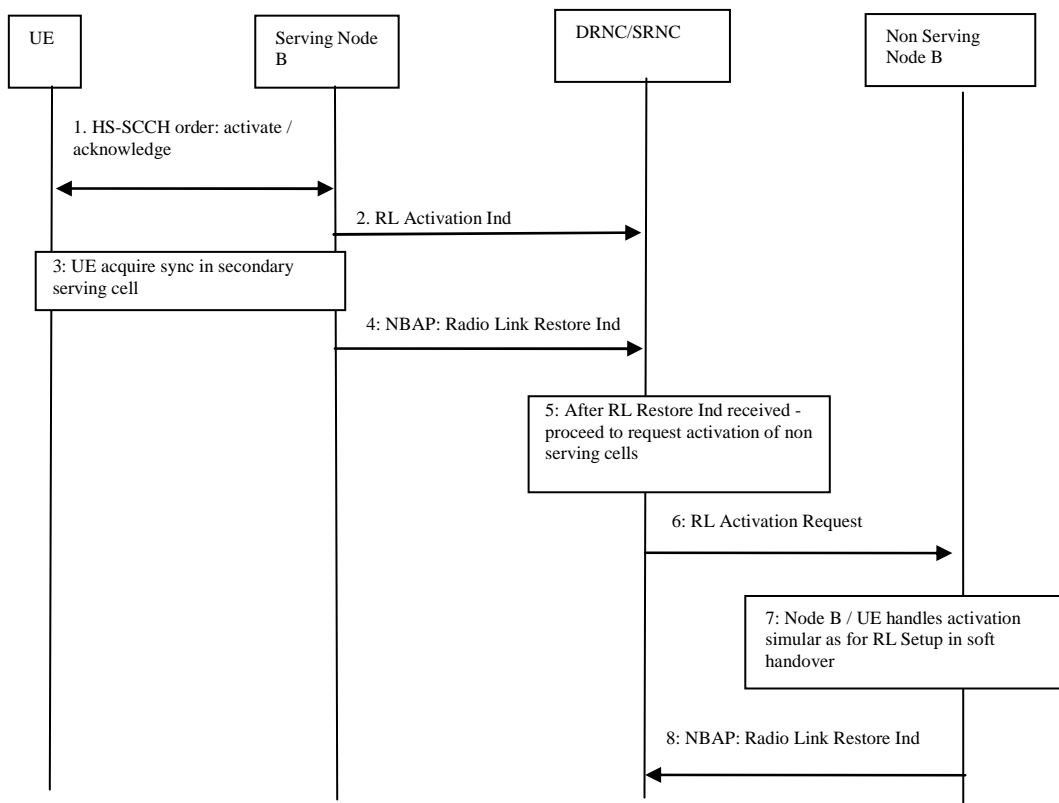 UE
Serving Node
B
DRNC/SRNC
Non Serving
Node B
1. HS-SCCH order: activate /
acknowledge
2. RL Activation Ind
3: UE acquire sync in secondary
serving cell
4: NBAP: Radio Link Restore Ind
5: After RL Restore Ind received -
proceed to request activation of non
serving cells
6: RL Activation Request
7: Node B / UE handles activation
simular as for RL Setup in soft
handover
8: NBAP: Radio Link Restore Ind